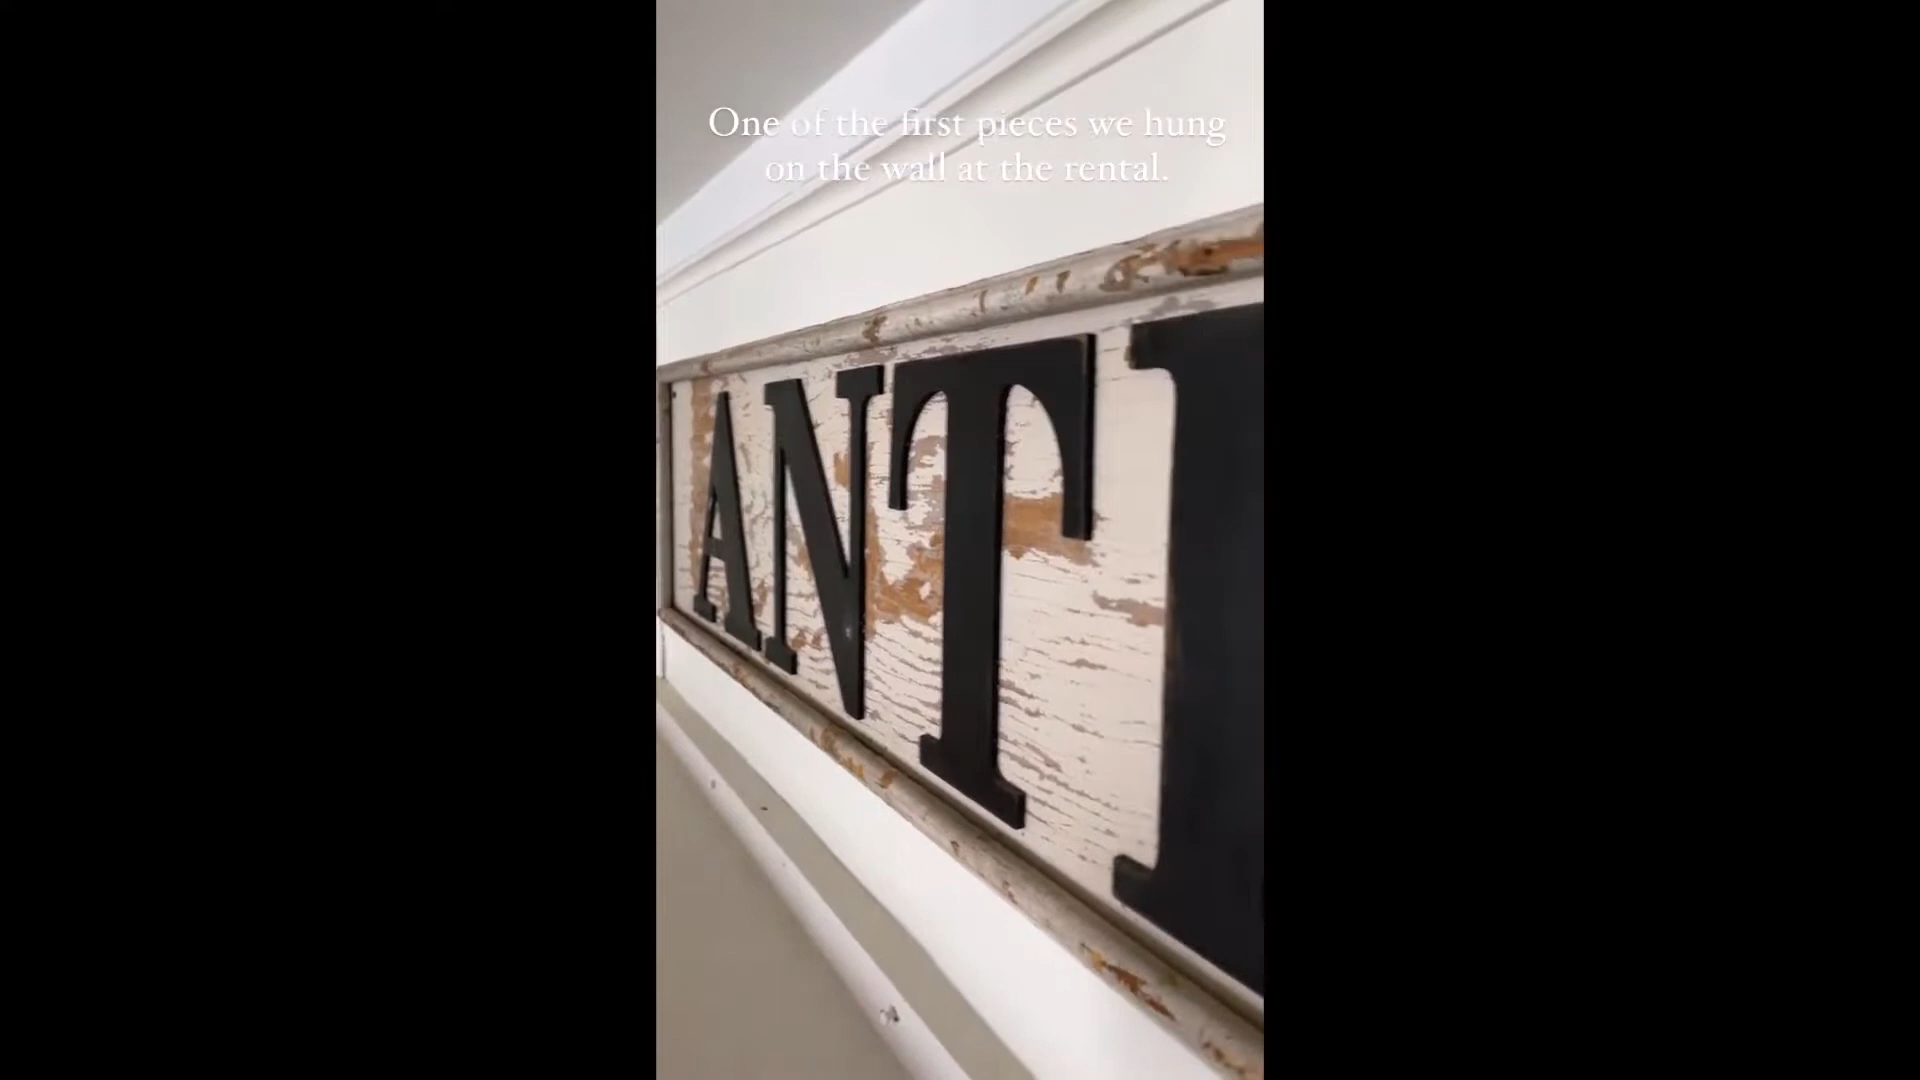 One of the first pieces we hung
on the wall at the rental.
ANT